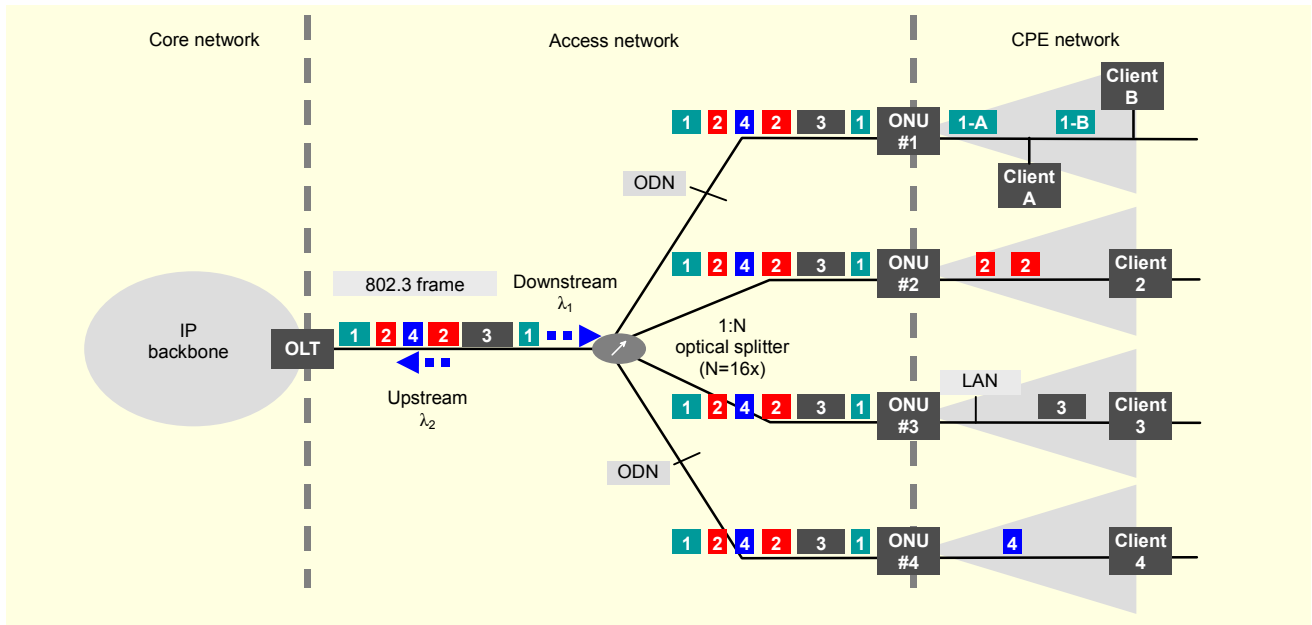 Core network
Access network
CPE network
Client B
1 2 4 2 3 1
ONU #1
1-A
1-B
Client A
ODN
1 2 4 2 3 1
ONU #2
2 2
Client 2
802.3 frame
Downstream
λ1
IP backbone
OLT
1 2 4 2 3 1
1:N
optical splitter
(N=16x)
Upstream
λ2
LAN
1 2 4 2 3 1
ONU #3
3
Client 3
ODN
1 2 4 2 3 1
ONU #4
4
Client 4